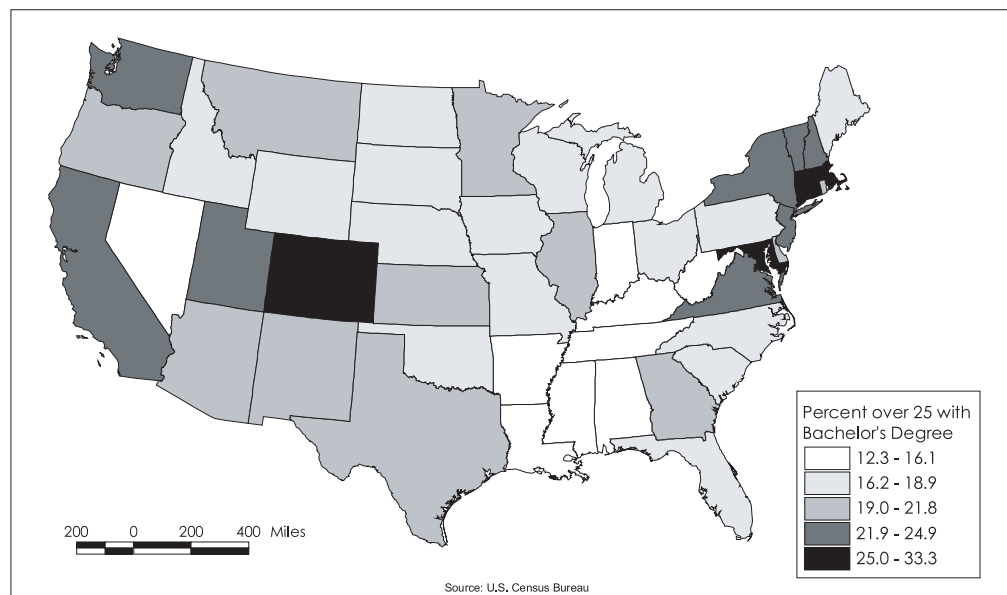 Percent over 25 with
Bachelor's Degree
12.3 - 16.1
16.2 - 18.9
19.0 - 21.8
21.9 - 24.9
25.0 - 33.3
200 0 200 400 Miles
Source: U.S. Census Bureau